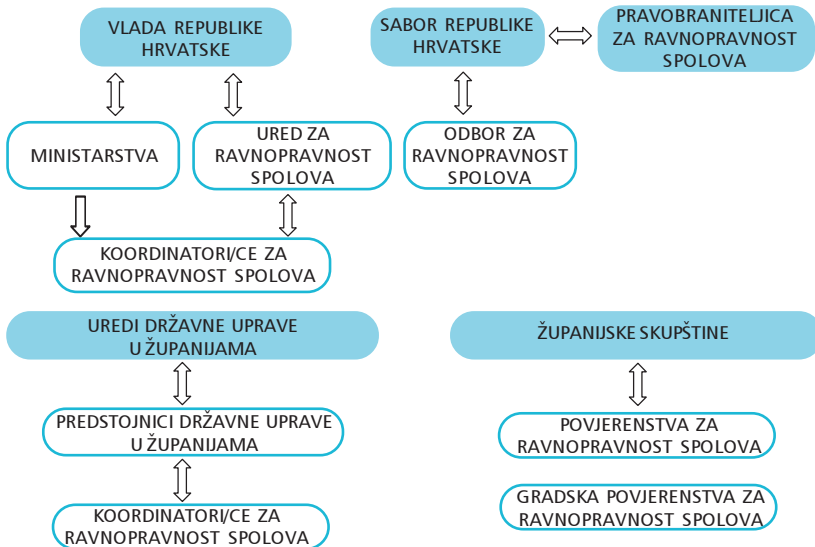 VLADA REPUBLIKE
HRVATSKE
SABOR REPUBLIKE
HRVATSKE
PRAVOBRANITELJICA
ZA RAVNOPRAVNOST
SPOLOVA
MINISTARSTVA
URED ZA
RAVNOPRAVNOST
SPOLOVA
ODBOR ZA
RAVNOPRAVNOST
SPOLOVA
KOORDINATORI/CE ZA
RAVNOPRAVNOST SPOLOVA
UREDI DRŽAVNE UPRAVE
U ŽUPANIJAMA
ŽUPANIJSKE SKUPŠTINE
PREDSTOJNICI DRŽAVNE UPRAVE
U ŽUPANIJAMA
POVJERENSTVA ZA
RAVNOPRAVNOST SPOLOVA
KOORDINATORI/CE ZA
RAVNOPRAVNOST SPOLOVA
GRADSKA POVJERENSTVA ZA
RAVNOPRAVNOST SPOLOVA